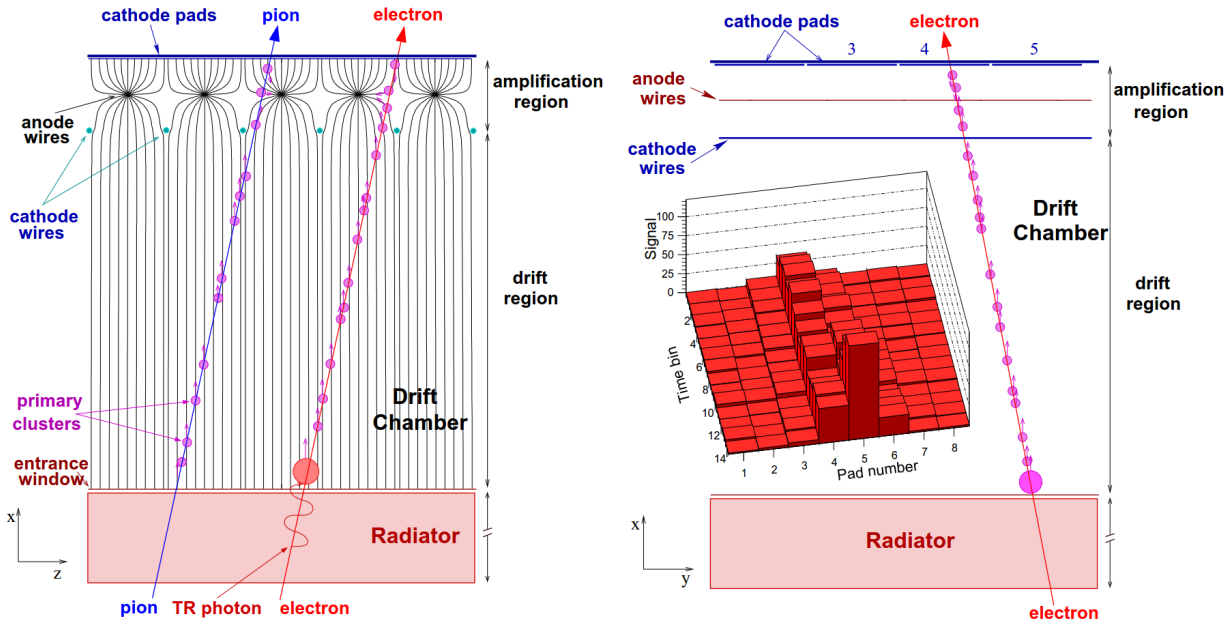 cathode pads
pion
electron
amplification
region
anode
wires
cathode
wires
drift
region
primary
clusters
Drift
Chamber
entrance
window
x
z
Radiator
pion
TR photon
electron
electron
cathode pads
3
4
5
anode
wires
amplification
region
cathode
wires
Drift
Chamber
drift
region
Signal
100
75
50
25
0
Time bin
2
4
6
8
10
12
14
1
2
3
4
5
6
7
8
Pad number
x
y
Radiator
electron